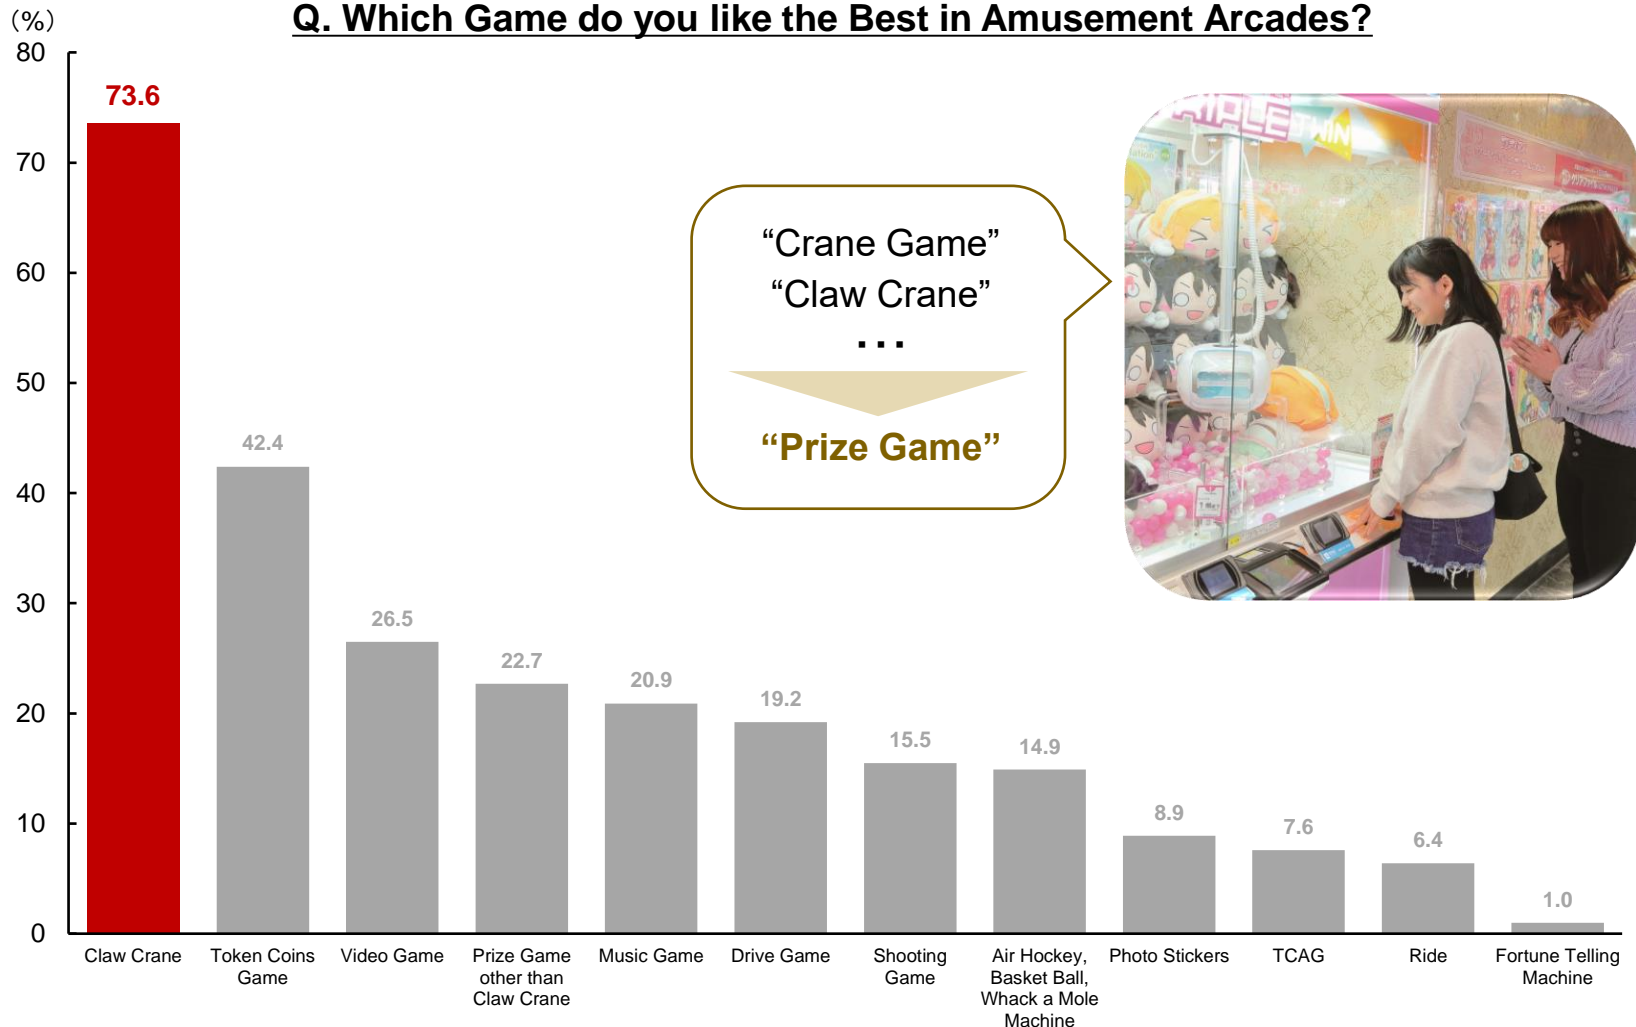 Q. Which Game do you like the Best in Amusement Arcades?
(%)
80
70
60
50
40
30
20
10
0
73.6
42.4
26.5
22.7
20.9
19.2
15.5
14.9
8.9
7.6
6.4
1.0
“Crane Game”
“Claw Crane”
...
“Prize Game”
TRIPLE TWIN
Claw Crane
Token Coins
Game
Video Game
Prize Game
other than
Claw Crane
Music Game
Drive Game
Shooting
Game
Air Hockey,
Basket Ball,
Whack a Mole
Machine
Photo Stickers
TCAG
Ride
Fortune Telling
Machine